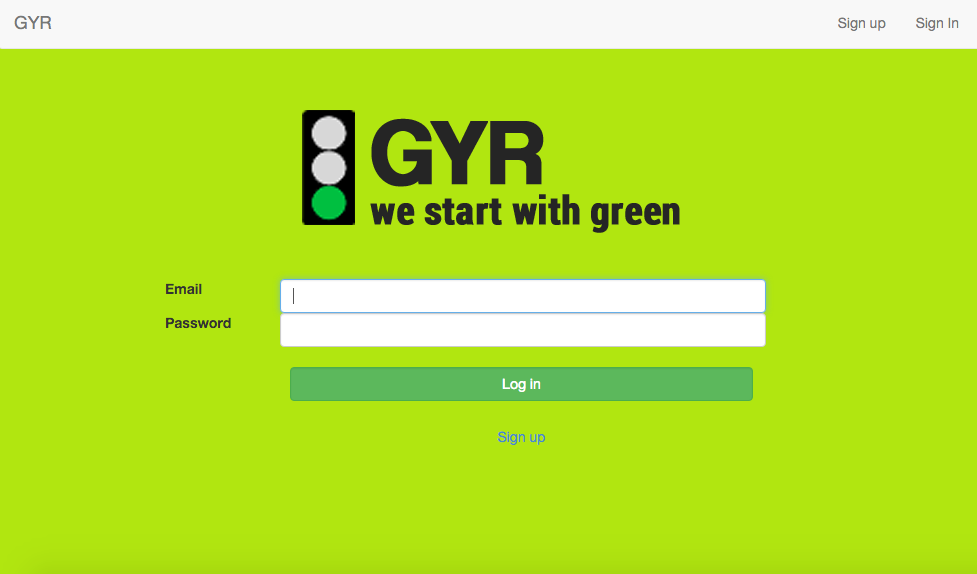 GYR
Sign up
Sign In
GYR
we start with green
Email
Password
Log in
Sign up